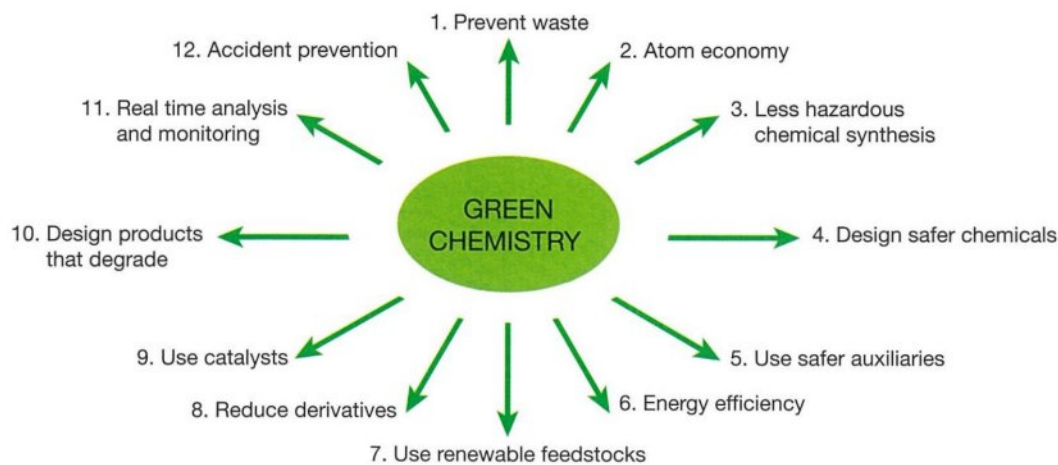 1. Prevent waste
2. Atom economy
3. Less hazardous
chemical synthesis
4. Design safer chemicals
5. Use safer auxiliaries
6. Energy efficiency
7. Use renewable feedstocks
8. Reduce derivatives
9. Use catalysts
10. Design products
that degrade
11. Real time analysis
and monitoring
12. Accident prevention
GREEN
CHEMISTRY